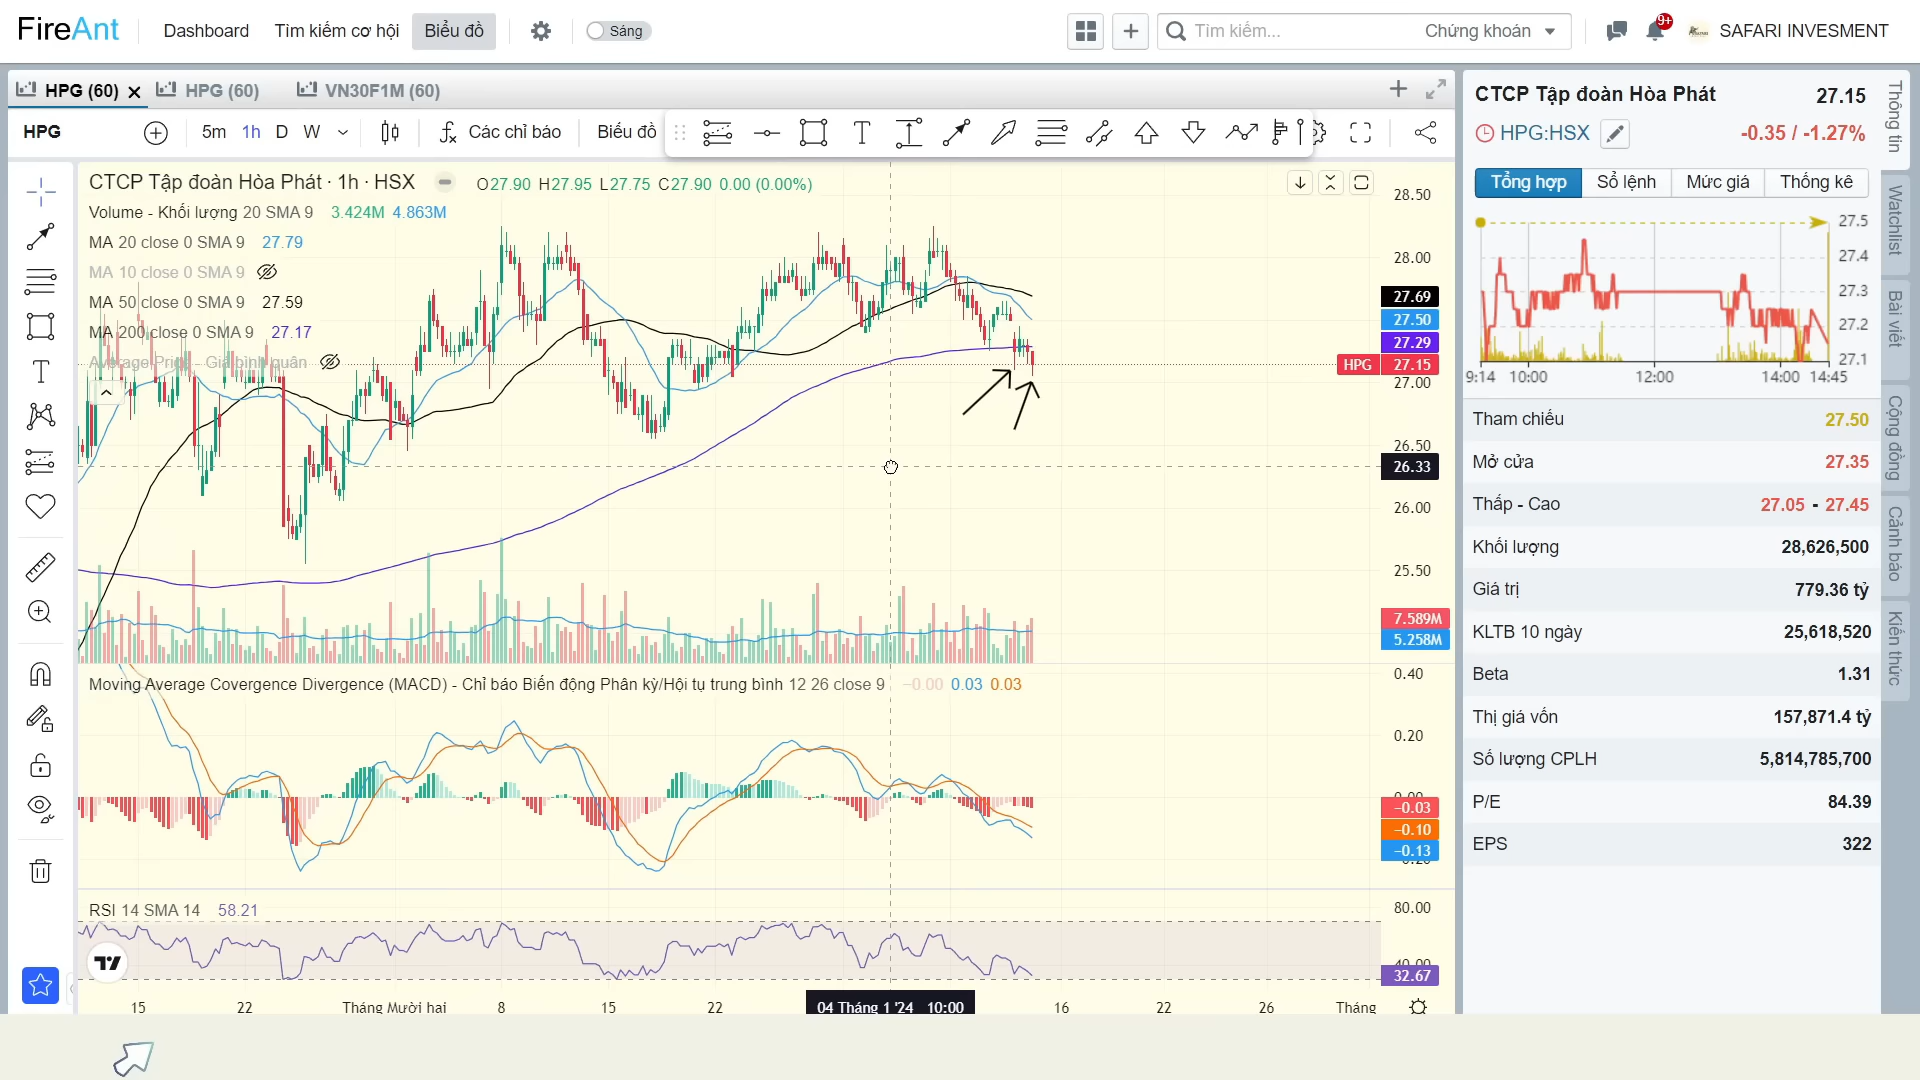 FireAnt
Dashboard
Tìm kiếm cơ hội
Biểu đồ
Sáng
Tìm kiếm...
Chứng khoán
9+
SAFARI INVESMENT
HPG (60)
HPG (60)
VN30F1M (60)
HPG
5m 1h D W
Các chỉ báo
Biểu đồ
CTCP Tập đoàn Hòa Phát · 1h · HSX
O27.90 H27.95 L27.75 C27.90 0.00 (0.00%)
Volume - Khối lượng 20 SMA 9 3.424M 4.863M
MA 20 close 0 SMA 9 27.79
MA 10 close 0 SMA 9
MA 50 close 0 SMA 9 27.59
MA 200 close 0 SMA 9 27.17
Average Price - Giá bình quân
28.50
28.00
27.69
27.50
27.29
HPG 27.15
27.00
26.50
26.33
26.00
25.50
7.589M
5.258M
Moving Average Covergence Divergence (MACD) - Chỉ báo Biến động Phân kỳ/Hội tụ trung bình 12 26 close 9 −0.00 0.03 0.03
0.40
0.20
0.00
−0.03
−0.10
−0.13
RSI 14 SMA 14 58.21
80.00
40.00
32.67
15 22 Tháng Mười hai 8 15 22 04 Tháng 1 '24 10:00 16 22 26 Tháng
CTCP Tập đoàn Hòa Phát
27.15
HPG:HSX
-0.35 / -1.27%
Tổng hợp
Sổ lệnh
Mức giá
Thống kê
27.5
27.4
27.3
27.2
27.1
9:14 10:00 12:00 14:00 14:45
Tham chiếu 27.50
Mở cửa 27.35
Thấp - Cao 27.05 - 27.45
Khối lượng 28,626,500
Giá trị 779.36 tỷ
KLTB 10 ngày 25,618,520
Beta 1.31
Thị giá vốn 157,871.4 tỷ
Số lượng CPLH 5,814,785,700
P/E 84.39
EPS 322
Thông tin
Watchlist
Bài viết
Cộng đồng
Cảnh báo
Kiến thức